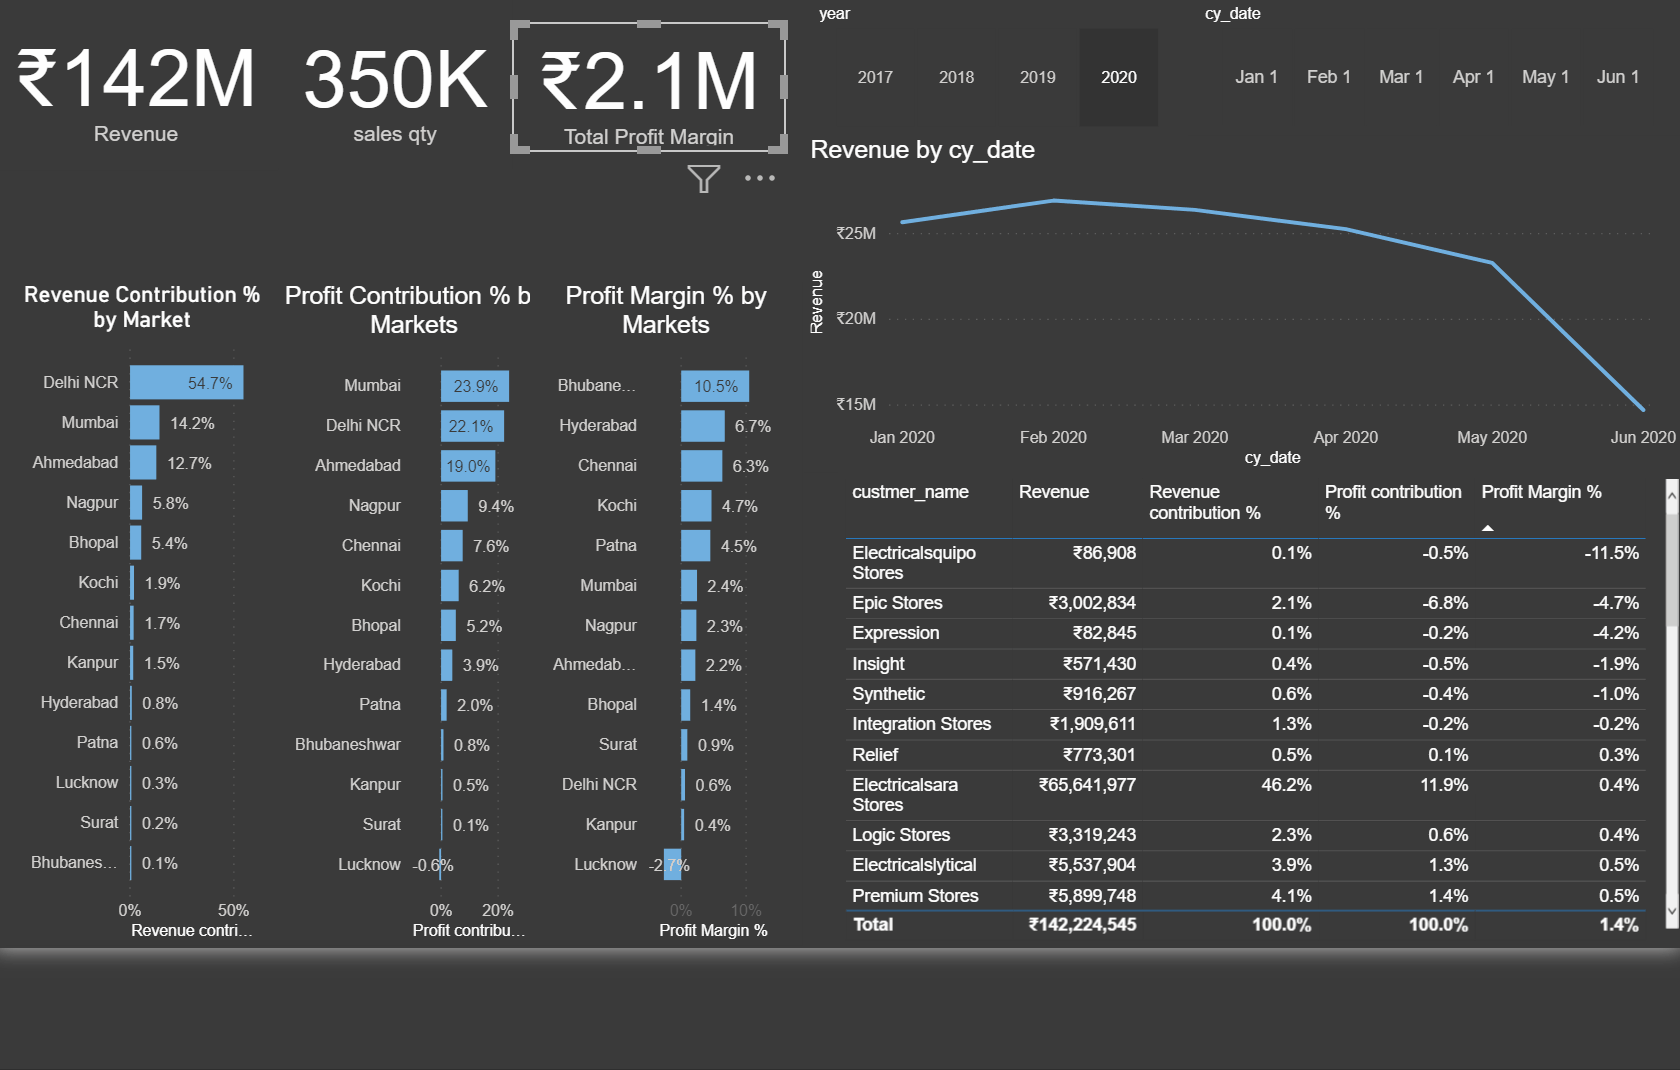 ₹142M
Revenue
350K
sales qty
₹2.1M
Total Profit Margin
year
2017 2018 2019 2020
cy_date
Jan 1 Feb 1 Mar 1 Apr 1 May 1 Jun 1
Revenue by cy_date
Revenue
₹25M
₹20M
₹15M
Jan 2020 Feb 2020 Mar 2020 Apr 2020 May 2020 Jun 2020
cy_date
Revenue Contribution %
by Market
Delhi NCR 54.7%
Mumbai 14.2%
Ahmedabad 12.7%
Nagpur 5.8%
Bhopal 5.4%
Kochi 1.9%
Chennai 1.7%
Kanpur 1.5%
Hyderabad 0.8%
Patna 0.6%
Lucknow 0.3%
Surat 0.2%
Bhubanes... 0.1%
0% 50%
Revenue contri...
Profit Contribution % b
Markets
Mumbai 23.9%
Delhi NCR 22.1%
Ahmedabad 19.0%
Nagpur 9.4%
Chennai 7.6%
Kochi 6.2%
Bhopal 5.2%
Hyderabad 3.9%
Patna 2.0%
Bhubaneshwar 0.8%
Kanpur 0.5%
Surat 0.1%
Lucknow -0.6%
0% 20%
Profit contribu...
Profit Margin % by
Markets
Bhubane... 10.5%
Hyderabad 6.7%
Chennai 6.3%
Kochi 4.7%
Patna 4.5%
Mumbai 2.4%
Nagpur 2.3%
Ahmedab... 2.2%
Bhopal 1.4%
Surat 0.9%
Delhi NCR 0.6%
Kanpur 0.4%
Lucknow -2.7%
0% 10%
Profit Margin %
custmer_name Revenue Revenue Profit contribution Profit Margin %
contribution % %
Electricalsquipo ₹86,908 0.1% -0.5% -11.5%
Stores
Epic Stores ₹3,002,834 2.1% -6.8% -4.7%
Expression ₹82,845 0.1% -0.2% -4.2%
Insight ₹571,430 0.4% -0.5% -1.9%
Synthetic ₹916,267 0.6% -0.4% -1.0%
Integration Stores ₹1,909,611 1.3% -0.2% -0.2%
Relief ₹773,301 0.5% 0.1% 0.3%
Electricalsara ₹65,641,977 46.2% 11.9% 0.4%
Stores
Logic Stores ₹3,319,243 2.3% 0.6% 0.4%
Electricalslytical ₹5,537,904 3.9% 1.3% 0.5%
Premium Stores ₹5,899,748 4.1% 1.4% 0.5%
Total ₹142,224,545 100.0% 100.0% 1.4%